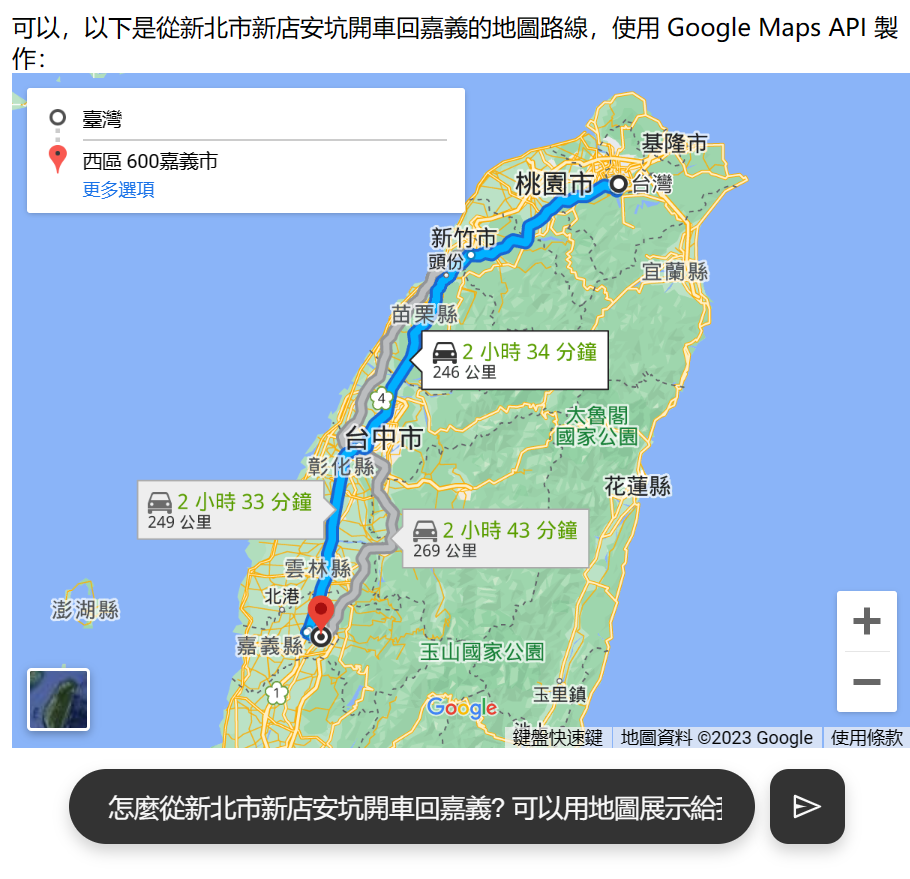 可以，以下是從新北市新店安坑開車回嘉義的地圖路線，使用 Google Maps API 製
作：
臺灣
西區 600嘉義市
更多選項
基隆市
桃園市
台灣
新竹市
頭份
宜蘭縣
苗栗縣
2 小時 34 分鐘
246 公里
4
太魯閣
國家公園
台中市
彰化縣
花蓮縣
2 小時 33 分鐘
249 公里
2 小時 43 分鐘
269 公里
雲林縣
北港
澎湖縣
嘉義縣
玉山國家公園
1
玉里鎮
Google
鍵盤快速鍵
地圖資料 ©2023 Google
使用條款
怎麼從新北市新店安坑開車回嘉義? 可以用地圖展示給